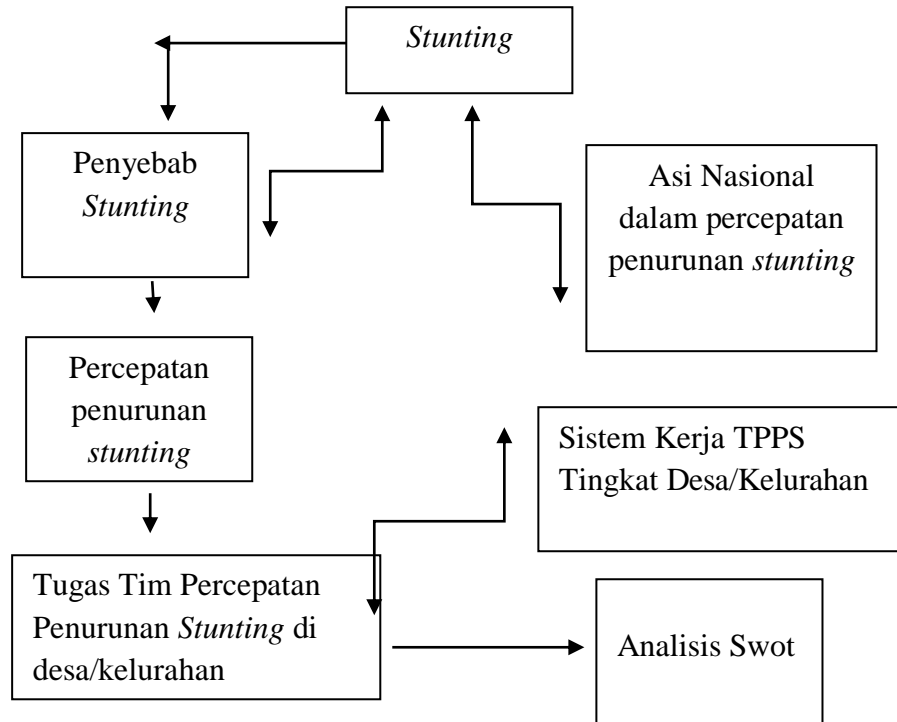 Stunting
Penyebab
Stunting
Asi Nasional
dalam percepatan
penurunan stunting
Percepatan
penurunan
stunting
Sistem Kerja TPPS
Tingkat Desa/Kelurahan
Tugas Tim Percepatan
Penurunan Stunting di
desa/kelurahan
Analisis Swot